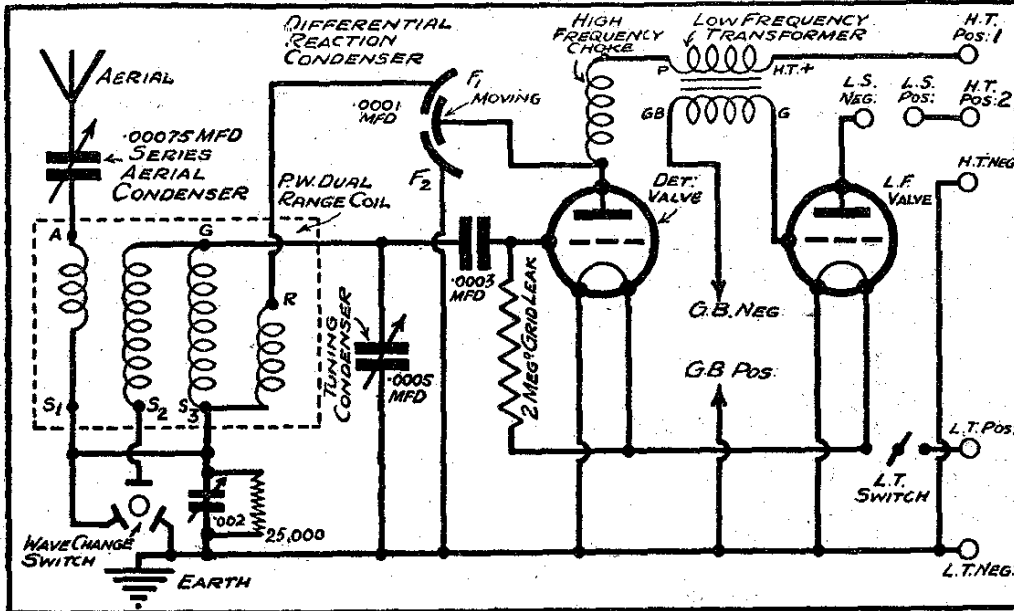 AERIAL
.00075 MFD
SERIES
AERIAL
CONDENSER
DIFFERENTIAL
REACTION
CONDENSER
.0001
MFD
F1
MOVING
F2
HIGH
FREQUENCY
CHOKE
LOW FREQUENCY
TRANSFORMER
P
H.T.+
GB
G
H.T.
POS: 1
L.S.
NEG:
L.S.
POS:
H.T.
POS: 2
H.T. NEG
P.W. DUAL
RANGE COIL
A
G
R
S1
S2
S3
DET:
VALVE
L.F.
VALVE
.0003
MFD
2 MEG? GRID LEAK
TUNING
CONDENSER
.0005
MFD
G.B. NEG
G.B POS:
L.T. POS:
L.T.
SWITCH
.002
25,000
WAVE CHANGE
SWITCH
EARTH
L.T. NEG: